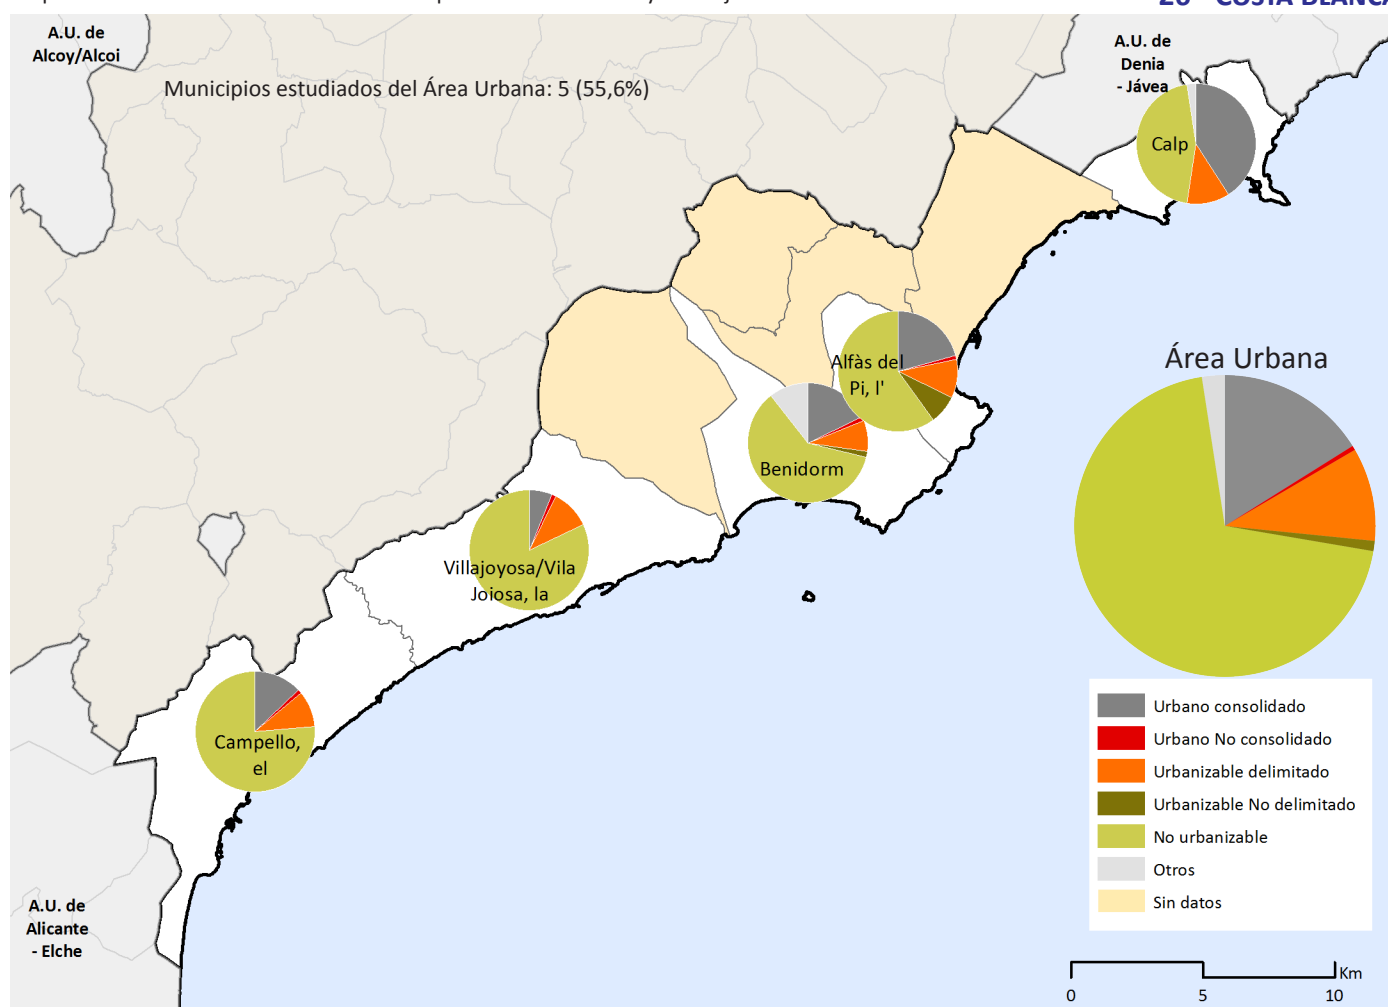 A.U. de
Alcoy/Alcoi
Municipios estudiados del Área Urbana: 5 (55,6%)
A.U. de
Denia
- Jávea
Calp
Alfàs del
Pi, l'
Área Urbana
Benidorm
Villajoyosa/Vila
Joiosa, la
Campello,
el
Urbano consolidado
Urbano No consolidado
Urbanizable delimitado
Urbanizable No delimitado
No urbanizable
Otros
Sin datos
A.U. de
Alicante
- Elche
Km
0 5 10